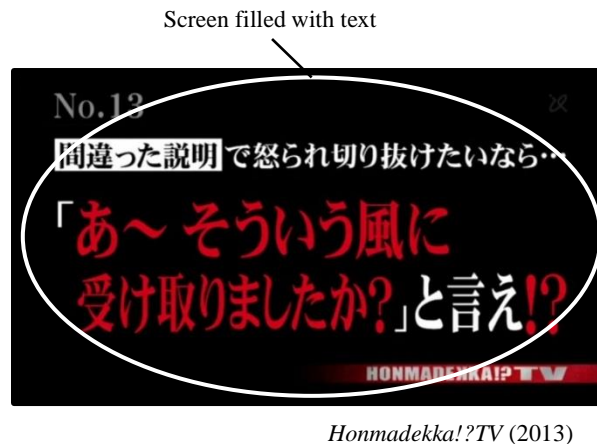 Screen filled with text
No.13
間違った説明で怒られ切り抜けたいなら…
「あ～ そういう風に
受け取りましたか?」と言え!?
HONMADEKKA!?TV
Honmadekka!?TV (2013)